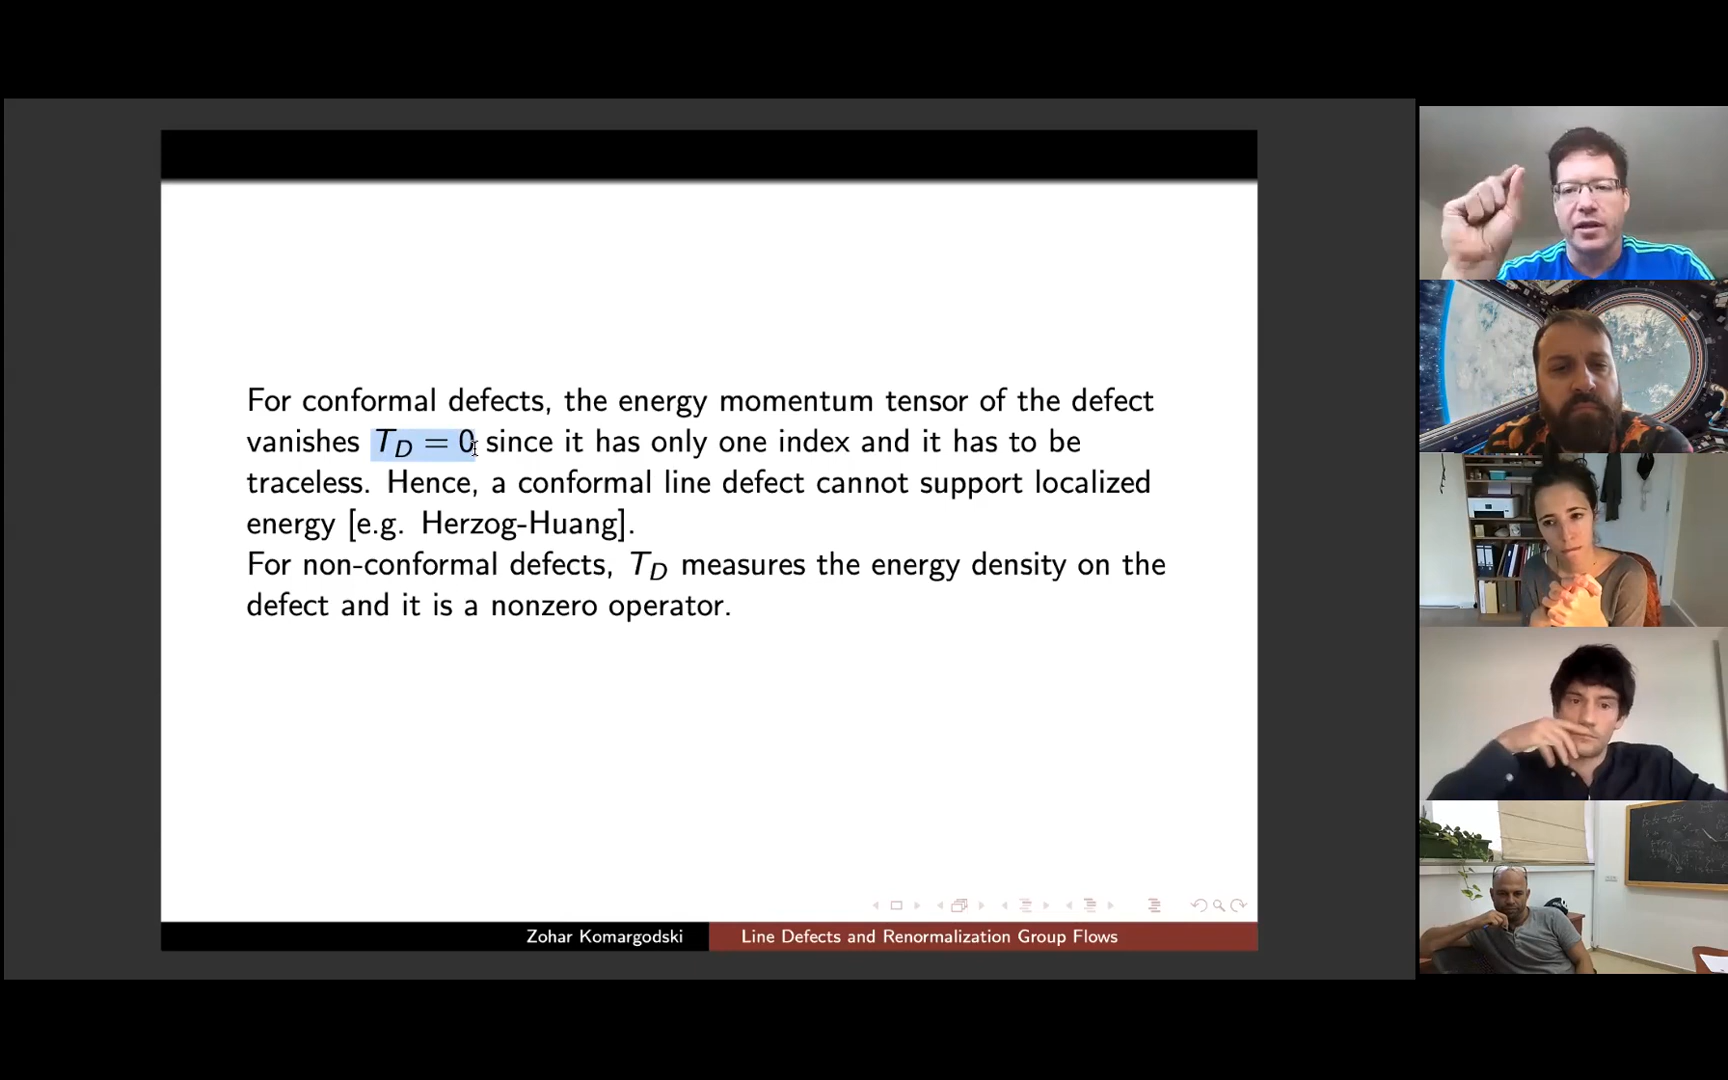 For conformal defects, the energy momentum tensor of the defect
vanishes T_D = 0 since it has only one index and it has to be
traceless. Hence, a conformal line defect cannot support localized
energy [e.g. Herzog-Huang].
For non-conformal defects, T_D measures the energy density on the
defect and it is a nonzero operator.
Zohar Komargodski
Line Defects and Renormalization Group Flows